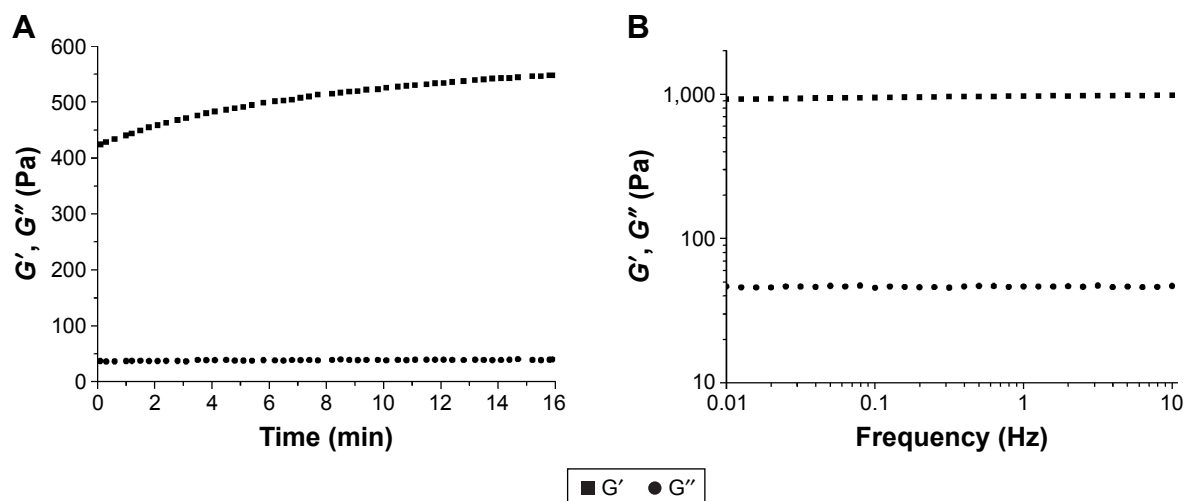 A
B
600
500
400
300
200
100
0
G′, G″ (Pa)
0 2 4 6 8 10 12 14 16
Time (min)
1,000
100
10
G′, G″ (Pa)
0.01 0.1 1 10
Frequency (Hz)
G′ G″